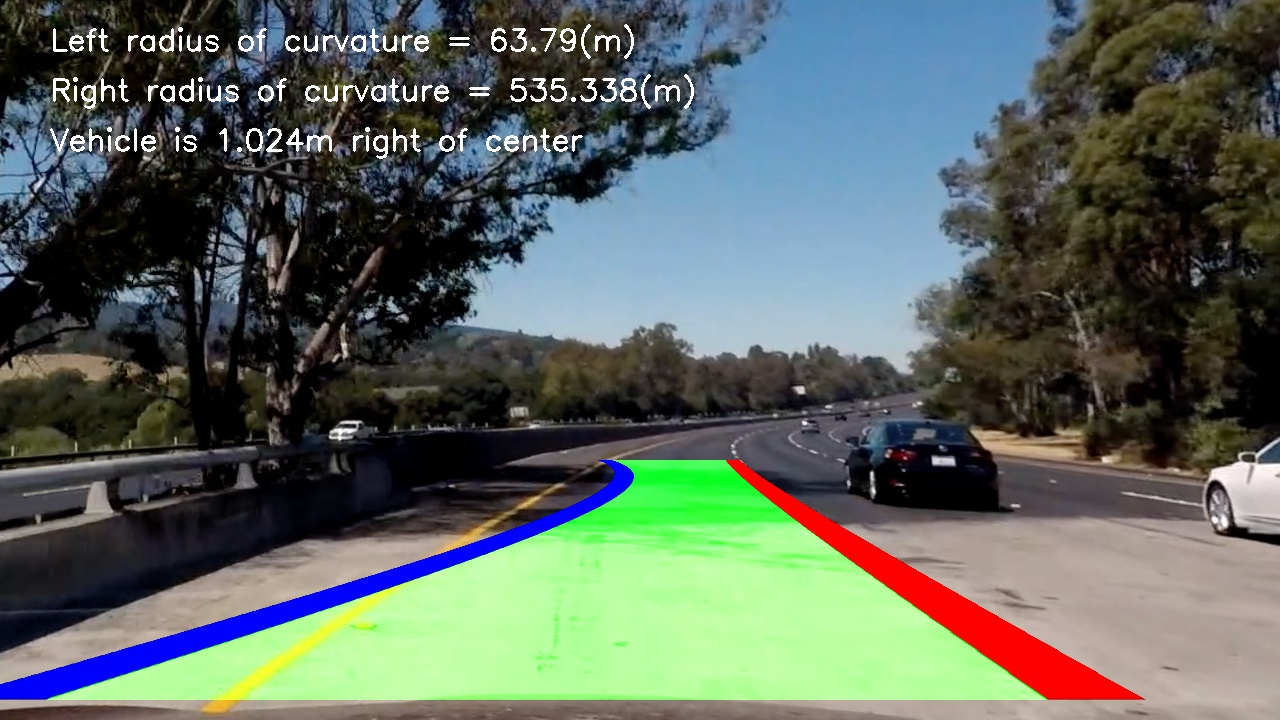 Left radius of curvature = 63.79(m)
Right radius of curvature = 535.338(m)
Vehicle is 1.024m right of center